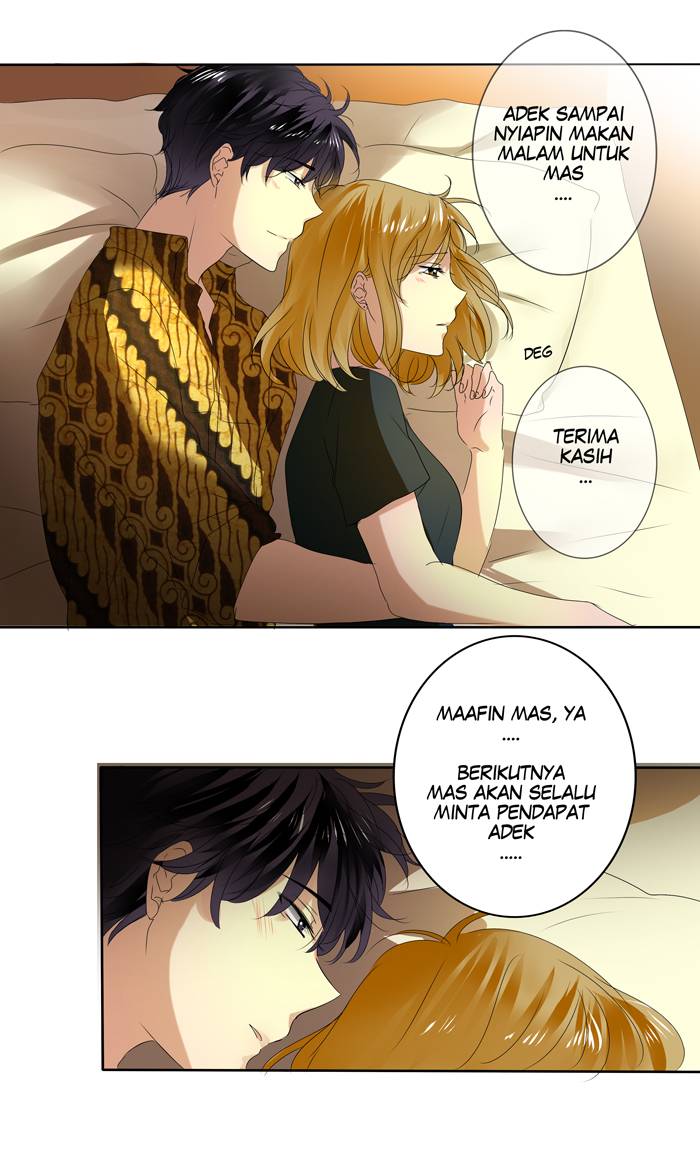 ADEK SAMPAI
NYIAPIN MAKAN
MALAM UNTUK
MAS
....
DEG
TERIMA
KASIH
...
MAAFIN MAS, YA
....
BERIKUTNYA
MAS AKAN SELALU
MINTA PENDAPAT
ADEK
.....